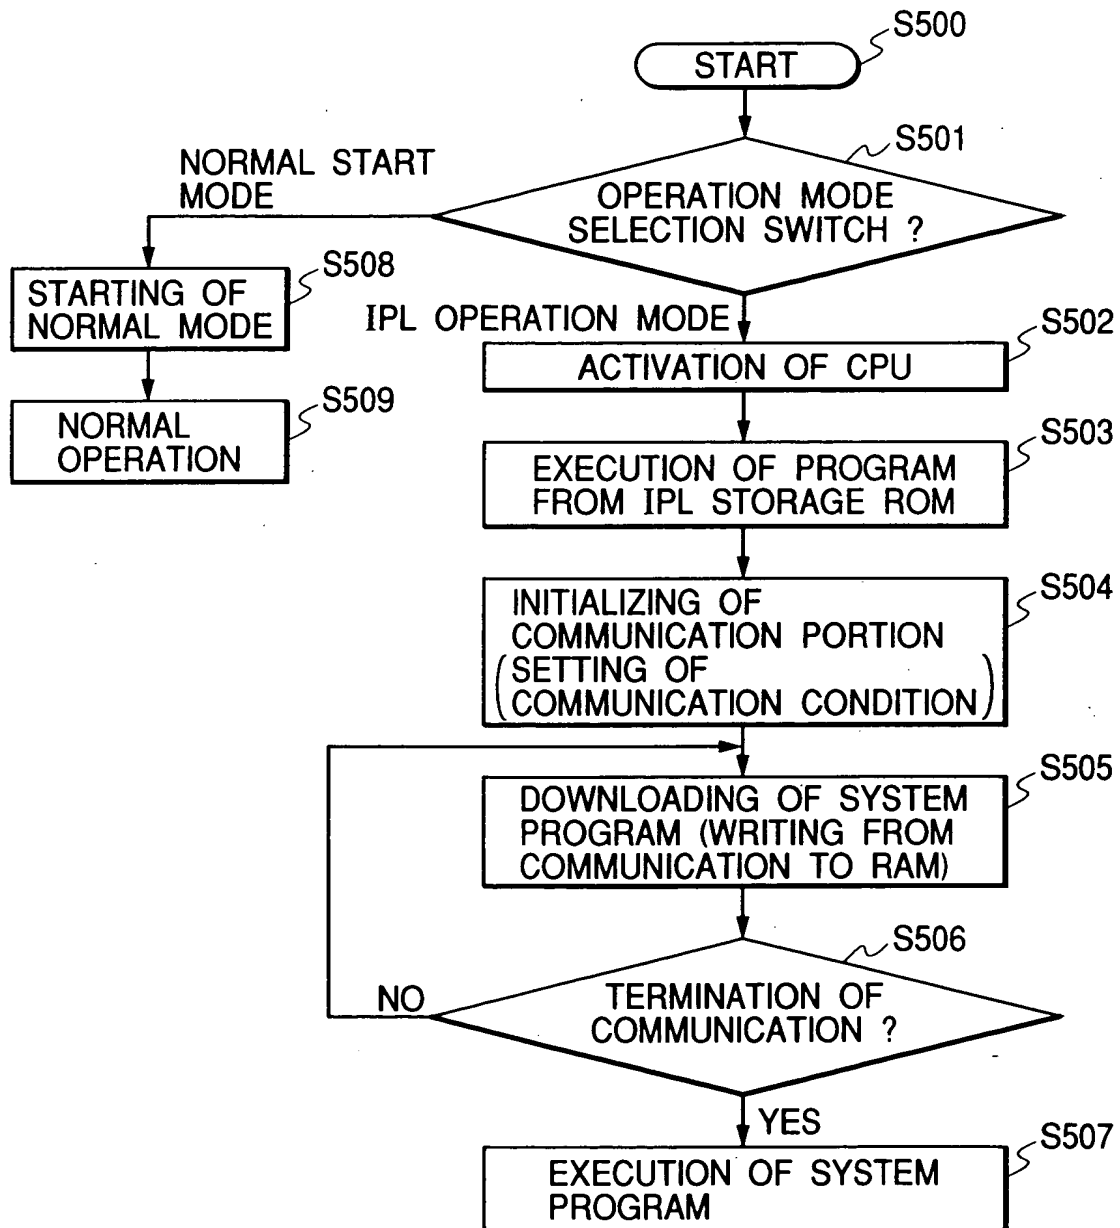 S500
START
S501
NORMAL START
MODE
OPERATION MODE
SELECTION SWITCH ?
S508
STARTING OF
NORMAL MODE
IPL OPERATION MODE
S502
ACTIVATION OF CPU
S509
NORMAL
OPERATION
S503
EXECUTION OF PROGRAM
FROM IPL STORAGE ROM
S504
INITIALIZING OF
COMMUNICATION PORTION
(SETTING OF
COMMUNICATION CONDITION)
S505
DOWNLOADING OF SYSTEM
PROGRAM (WRITING FROM
COMMUNICATION TO RAM)
S506
NO
TERMINATION OF
COMMUNICATION ?
YES
S507
EXECUTION OF SYSTEM
PROGRAM